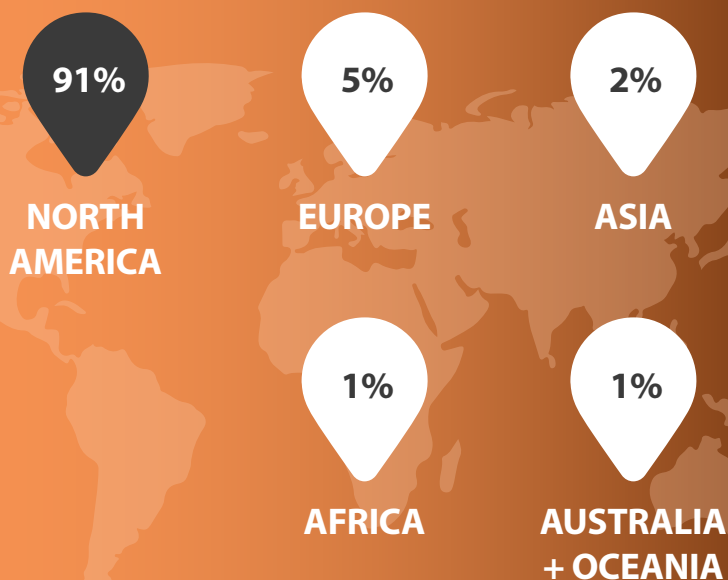 91%
NORTH
AMERICA
5%
EUROPE
2%
ASIA
1%
AFRICA
1%
AUSTRALIA
+ OCEANIA